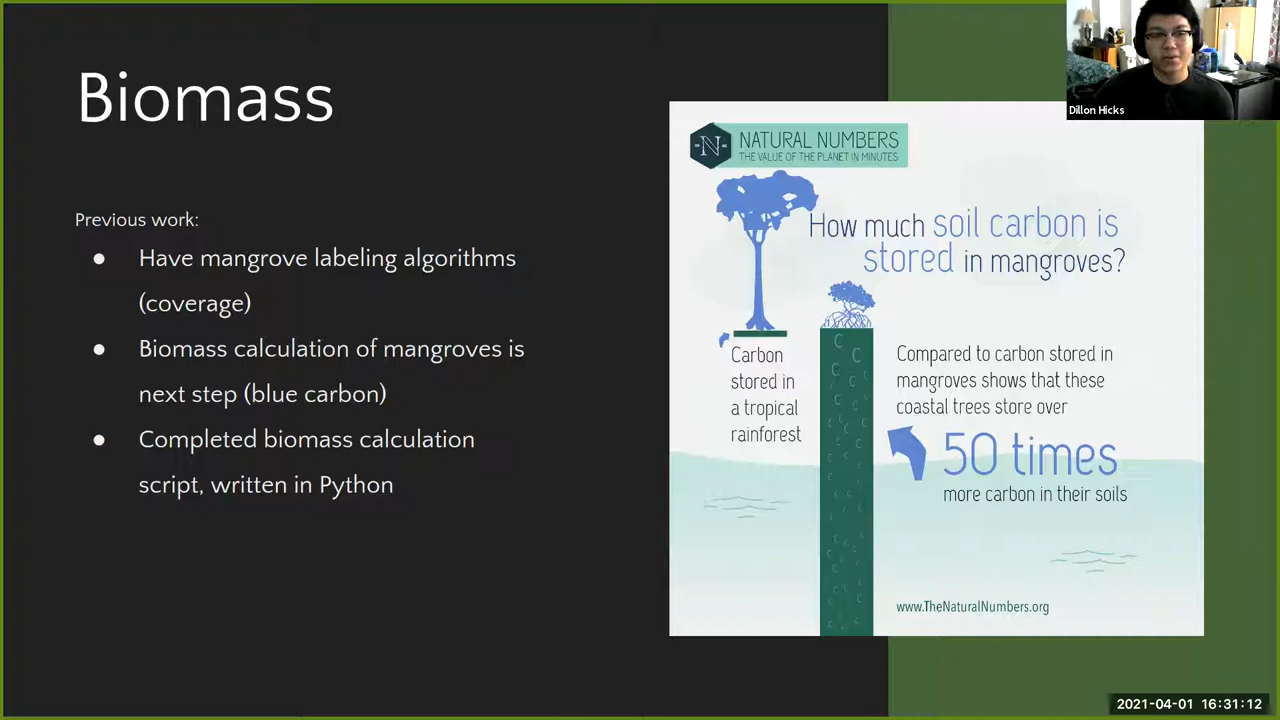 Biomass
Previous work:
● Have mangrove labeling algorithms
(coverage)
● Biomass calculation of mangroves is
next step (blue carbon)
● Completed biomass calculation
script, written in Python
-N-
NATURAL NUMBERS
THE VALUE OF THE PLANET IN MINUTES
How much soil carbon is
stored in mangroves?
Carbon
stored in
a tropical
rainforest
Compared to carbon stored in
mangroves shows that these
coastal trees store over
50 times
more carbon in their soils
www.TheNaturalNumbers.org
Dillon Hicks
2021-04-01 16:31:12